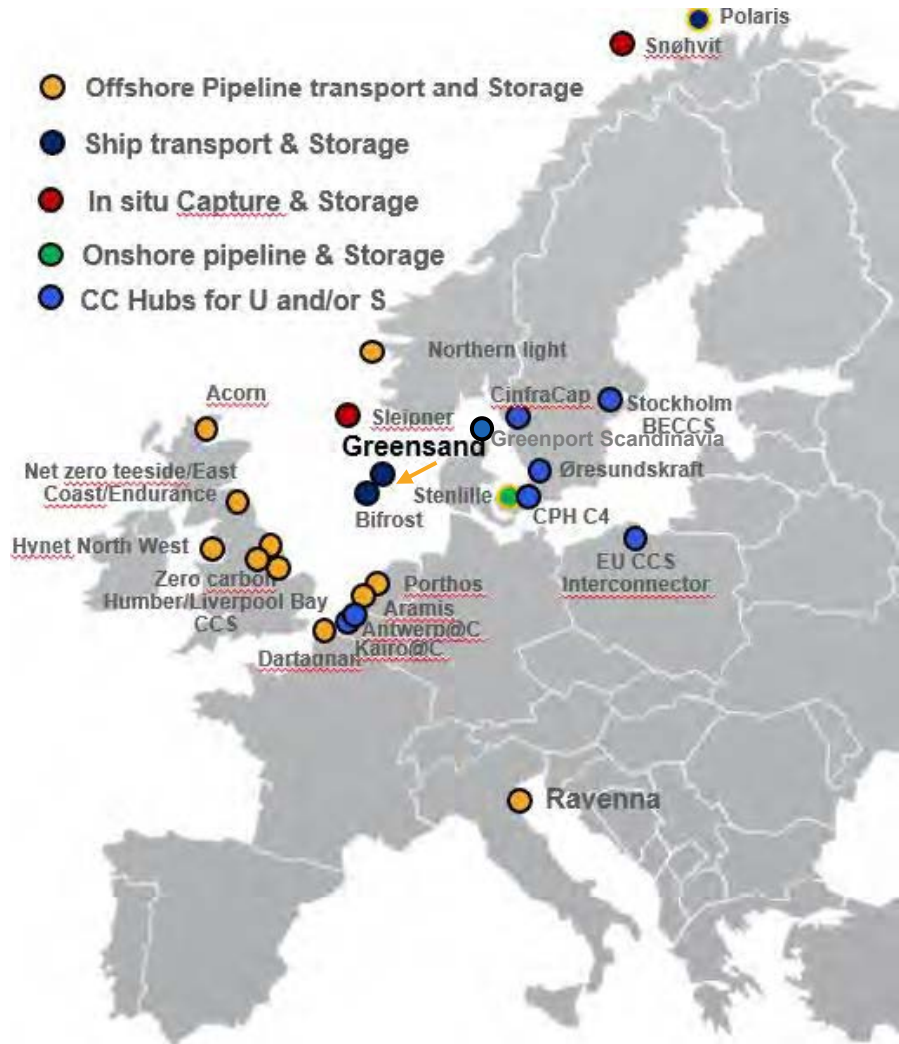 Polaris
Snøhvit
Offshore Pipeline transport and Storage
Ship transport & Storage
In situ Capture & Storage
Onshore pipeline & Storage
CC Hubs for U and/or S
Northern light
Acorn
CinfraCap
Stockholm
BECCS
Sleipner
Greenport Scandinavia
Greensand
Net zero teeside/East
Coast/Endurance
Øresundskraft
Stenlille
Bifrost
CPH C4
Hynet North West
EU CCS
Interconnector
Zero carbon
Humber/Liverpool Bay
CCS
Porthos
Aramis
Antwerp@C
Kairo@C
Dartagnan
Ravenna